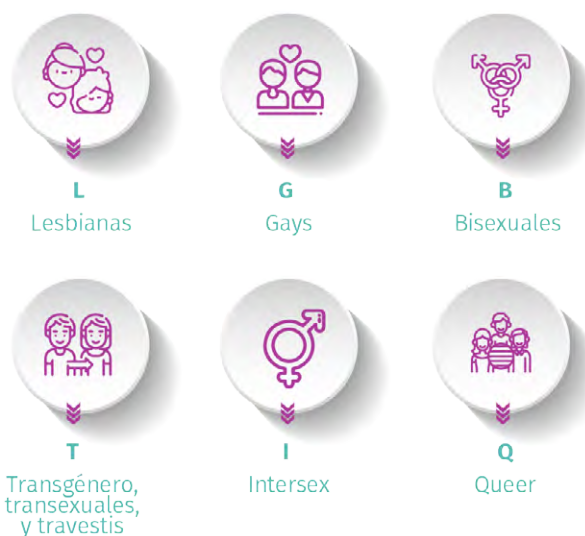 L
Lesbianas
G
Gays
B
Bisexuales
T
Transgénero,
transexuales,
y travestis
I
Intersex
Q
Queer